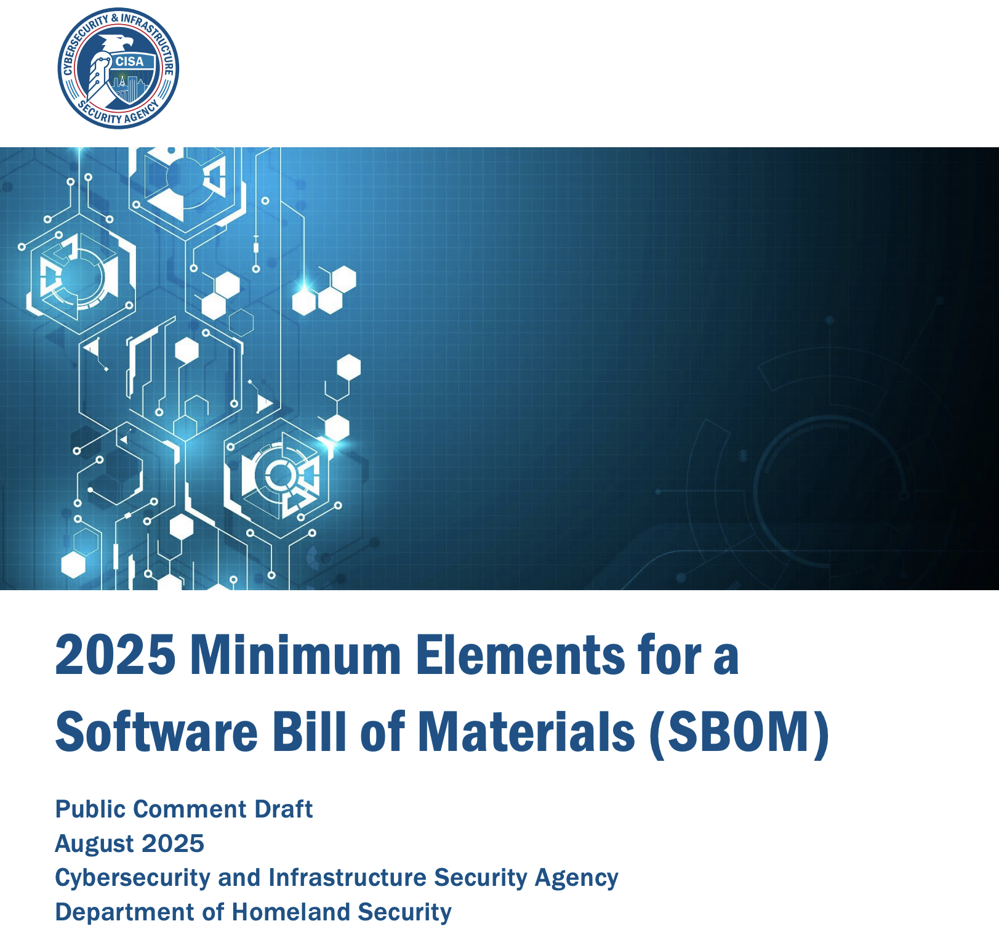 CYBERSECURITY & INFRASTRUCTURE
CISA
SECURITY AGENCY
2025 Minimum Elements for a
Software Bill of Materials (SBOM)
Public Comment Draft
August 2025
Cybersecurity and Infrastructure Security Agency
Department of Homeland Security